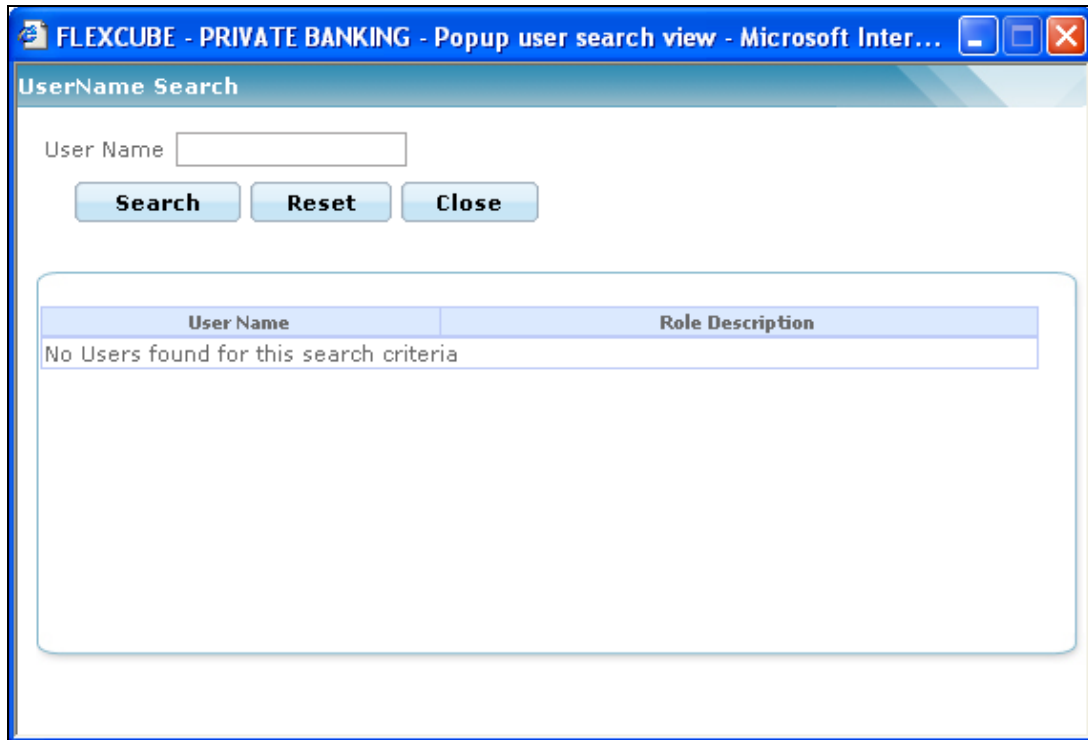 FLEXCUBE - PRIVATE BANKING - Popup user search view - Microsoft Inter...
UserName Search
User Name
Search Reset Close
User Name Role Description
No Users found for this search criteria